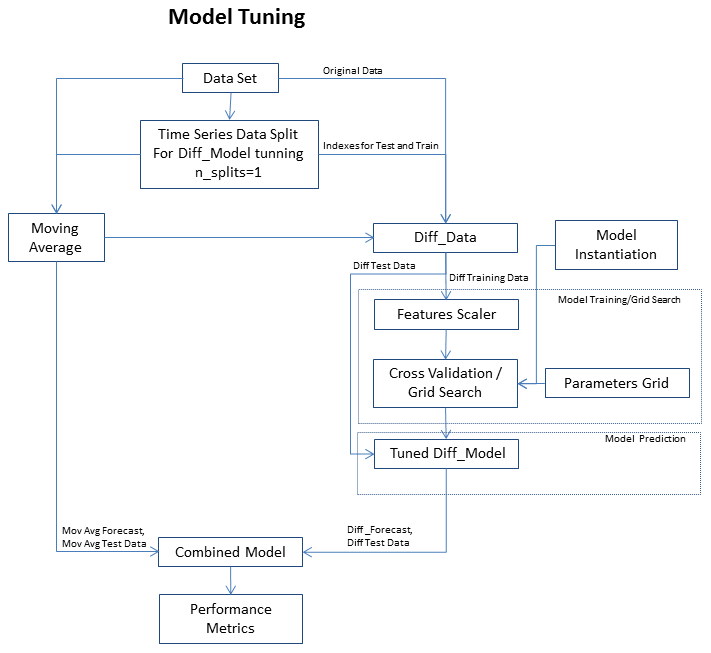 Model Tuning
Data Set
Original Data
Time Series Data Split
For Diff_Model tunning
n_splits=1
Indexes for Test and Train
Moving
Average
Diff_Data
Model
Instantiation
Diff Test Data
Diff Training Data
Model Training/Grid Search
Features Scaler
Cross Validation /
Grid Search
Parameters Grid
Model Prediction
Tuned Diff_Model
Mov Avg Forecast,
Mov Avg Test Data
Diff_Forecast,
Diff Test Data
Combined Model
Performance
Metrics